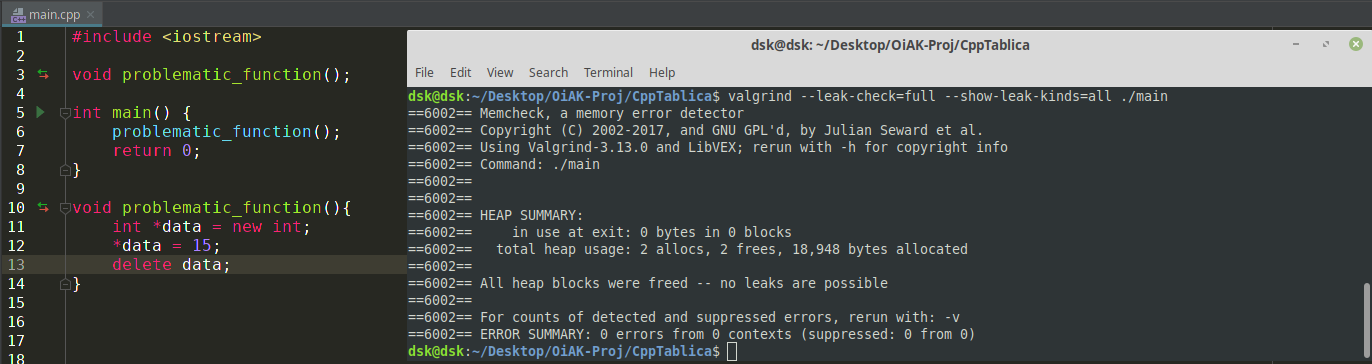 main.cpp
1 #include <iostream>
2
3 void problematic_function();
4
5 int main() {
6     problematic_function();
7     return 0;
8 }
9
10 void problematic_function(){
11     int *data = new int;
12     *data = 15;
13     delete data;
14 }
15
16
17
18
dsk@dsk: ~/Desktop/OiAK-Proj/CppTablica
File Edit View Search Terminal Help
dsk@dsk:~/Desktop/OiAK-Proj/CppTablica$ valgrind --leak-check=full --show-leak-kinds=all ./main
==6002== Memcheck, a memory error detector
==6002== Copyright (C) 2002-2017, and GNU GPL'd, by Julian Seward et al.
==6002== Using Valgrind-3.13.0 and LibVEX; rerun with -h for copyright info
==6002== Command: ./main
==6002==
==6002==
==6002== HEAP SUMMARY:
==6002==     in use at exit: 0 bytes in 0 blocks
==6002==   total heap usage: 2 allocs, 2 frees, 18,948 bytes allocated
==6002==
==6002== All heap blocks were freed -- no leaks are possible
==6002==
==6002== For counts of detected and suppressed errors, rerun with: -v
==6002== ERROR SUMMARY: 0 errors from 0 contexts (suppressed: 0 from 0)
dsk@dsk:~/Desktop/OiAK-Proj/CppTablica$